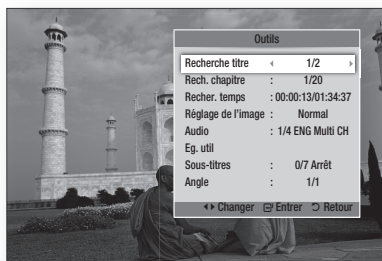 Outils
Recherche titre ◂ 1/2 ▸
Rech. chapitre : 1/20
Recher. temps : 00:00:13/01:34:37
Réglage de l'image : Normal
Audio : 1/4 ENG Multi CH
Eg. util
Sous-titres : 0/7 Arrêt
Angle : 1/1
◂▸ Changer Entrer Retour